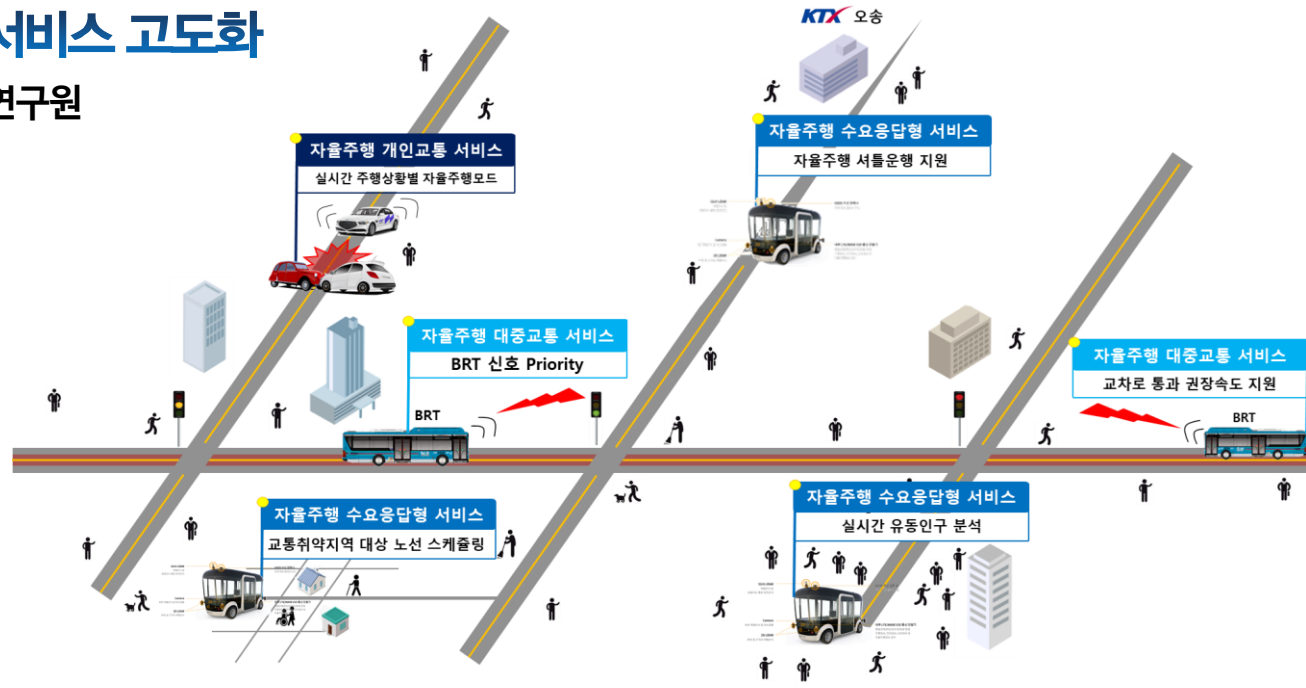 서비스 고도화
연구원
KTX 오송
자율주행 개인교통 서비스
실시간 주행상황별 자율주행모드
자율주행 수요응답형 서비스
자율주행 셔틀운행 지원
자율주행 대중교통 서비스
BRT 신호 Priority
BRT
자율주행 대중교통 서비스
교차로 통과 권장속도 지원
BRT
자율주행 수요응답형 서비스
교통취약지역 대상 노선 스케쥴링
자율주행 수요응답형 서비스
실시간 유동인구 분석